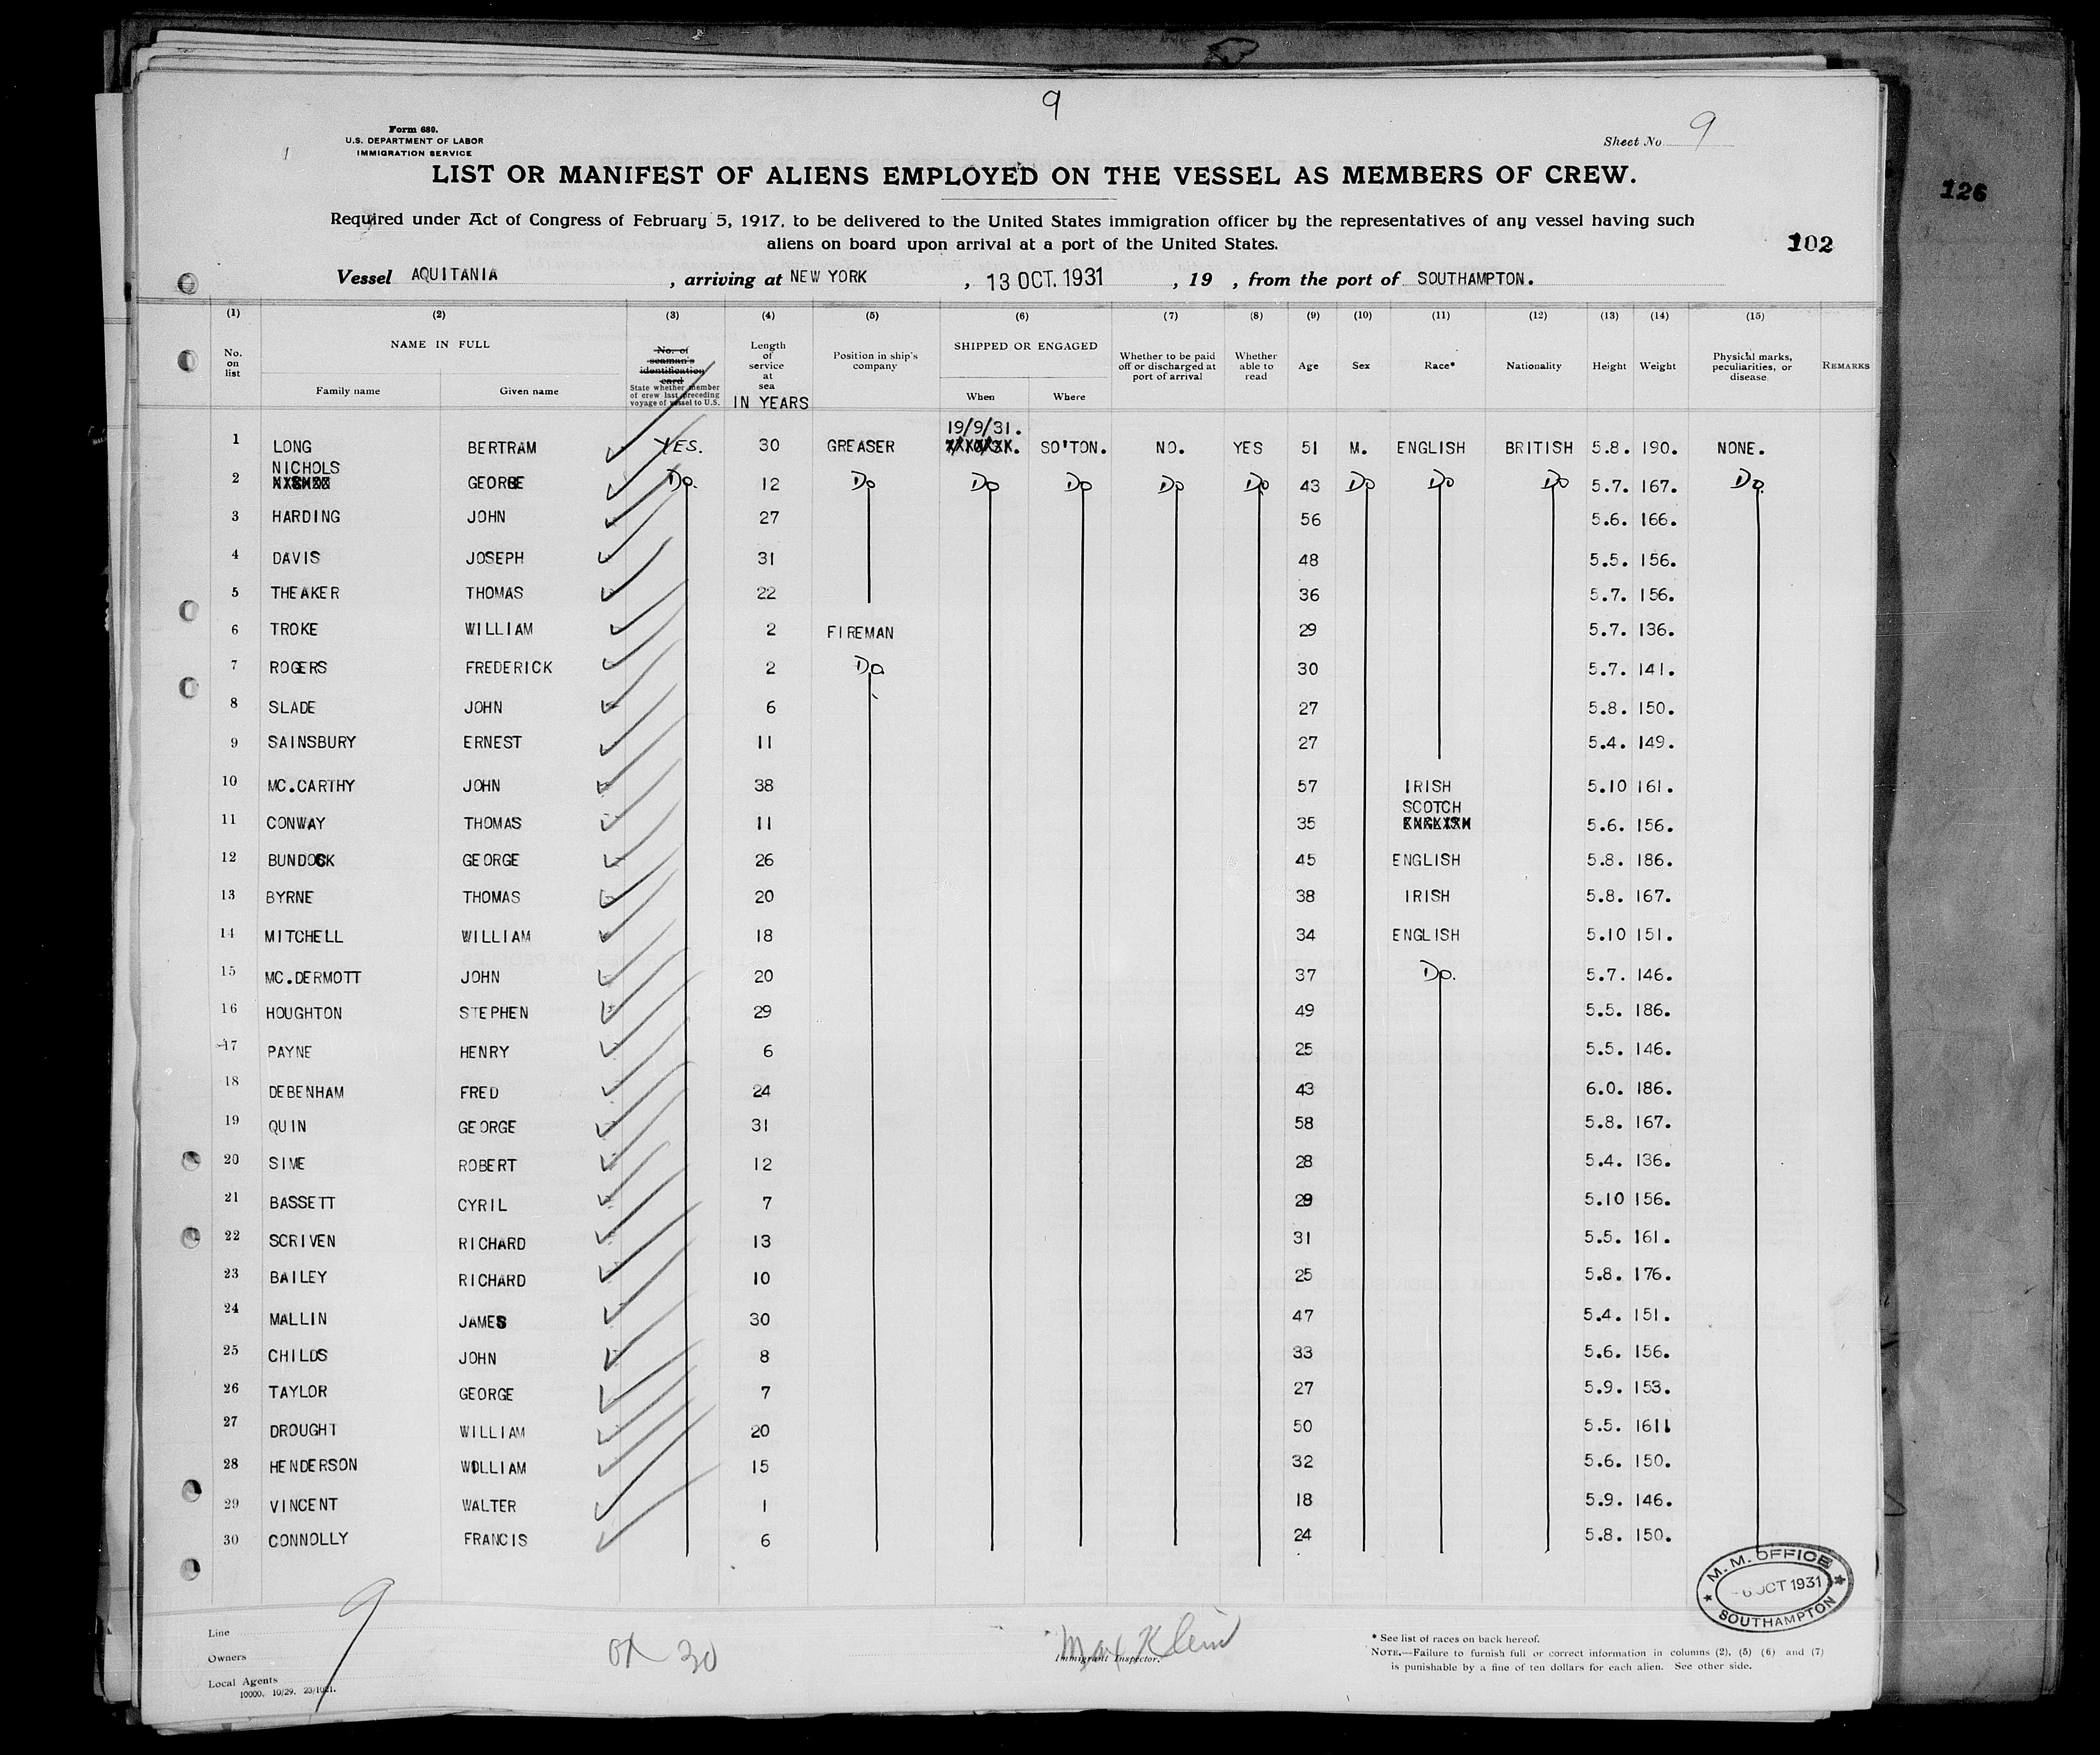 9
Form 680.
U.S. DEPARTMENT OF LABOR
IMMIGRATION SERVICE
Sheet No. 9
LIST OR MANIFEST OF ALIENS EMPLOYED ON THE VESSEL AS MEMBERS OF CREW.
126
Required under Act of Congress of February 5, 1917, to be delivered to the United States immigration officer by the representatives of any vessel having such
aliens on board upon arrival at a port of the United States.
102
Vessel AQUITANIA , arriving at NEW YORK , 13 OCT. 1931 , 19 , from the port of SOUTHAMPTON.
(1) (2) (3) (4) (5) (6) (7) (8) (9) (10) (11) (12) (13) (14) (15)
No. on list
NAME IN FULL
Family name Given name
No. of seaman's identification card
State whether member of crew last preceding voyage of vessel to U.S.
Length of service at sea
IN YEARS
Position in ship's company
SHIPPED OR ENGAGED
When Where
Whether to be paid off or discharged at port of arrival
Whether able to read
Age Sex Race* Nationality Height Weight
Physical marks, peculiarities, or disease
REMARKS
19/9/31.
1 LONG BERTRAM YES. 30 GREASER SO'TON. NO. YES 51 M. ENGLISH BRITISH 5.8. 190. NONE.
NICHOLS
2 GEORGE Do. 12 Do Do Do Do Do 43 Do Do Do 5.7. 167. Do.
3 HARDING JOHN 27 56 5.6. 166.
4 DAVIS JOSEPH 31 48 5.5. 156.
5 THEAKER THOMAS 22 36 5.7. 156.
6 TROKE WILLIAM 2 FIREMAN 29 5.7. 136.
7 ROGERS FREDERICK 2 Do 30 5.7. 141.
8 SLADE JOHN 6 27 5.8. 150.
9 SAINSBURY ERNEST 11 27 5.4. 149.
10 MC.CARTHY JOHN 38 57 IRISH 5.10 161.
SCOTCH
11 CONWAY THOMAS 11 35 ENGLISH 5.6. 156.
12 BUNDOCK GEORGE 26 45 ENGLISH 5.8. 186.
13 BYRNE THOMAS 20 38 IRISH 5.8. 167.
14 MITCHELL WILLIAM 18 34 ENGLISH 5.10 151.
15 MC.DERMOTT JOHN 20 37 Do. 5.7. 146.
16 HOUGHTON STEPHEN 29 49 5.5. 186.
17 PAYNE HENRY 6 25 5.5. 146.
18 DEBENHAM FRED 24 43 6.0. 186.
19 QUIN GEORGE 31 58 5.8. 167.
20 SIME ROBERT 12 28 5.4. 136.
21 BASSETT CYRIL 7 29 5.10 156.
22 SCRIVEN RICHARD 13 31 5.5. 161.
23 BAILEY RICHARD 10 25 5.8. 176.
24 MALLIN JAMES 30 47 5.4. 151.
25 CHILDS JOHN 8 33 5.6. 156.
26 TAYLOR GEORGE 7 27 5.9. 153.
27 DROUGHT WILLIAM 20 50 5.5. 161.
28 HENDERSON WILLIAM 15 32 5.6. 150.
29 VINCENT WALTER 1 18 5.9. 146.
30 CONNOLLY FRANCIS 6 24 5.8. 150.
M. M. OFFICE
6 OCT 1931
SOUTHAMPTON
Line
Owners
Local Agents
10000. 10/29.
9
OK 30
Max Klein
Immigrant Inspector.
* See list of races on back hereof.
NOTE.—Failure to furnish full or correct information in columns (2), (5) (6) and (7)
is punishable by a fine of ten dollars for each alien. See other side.